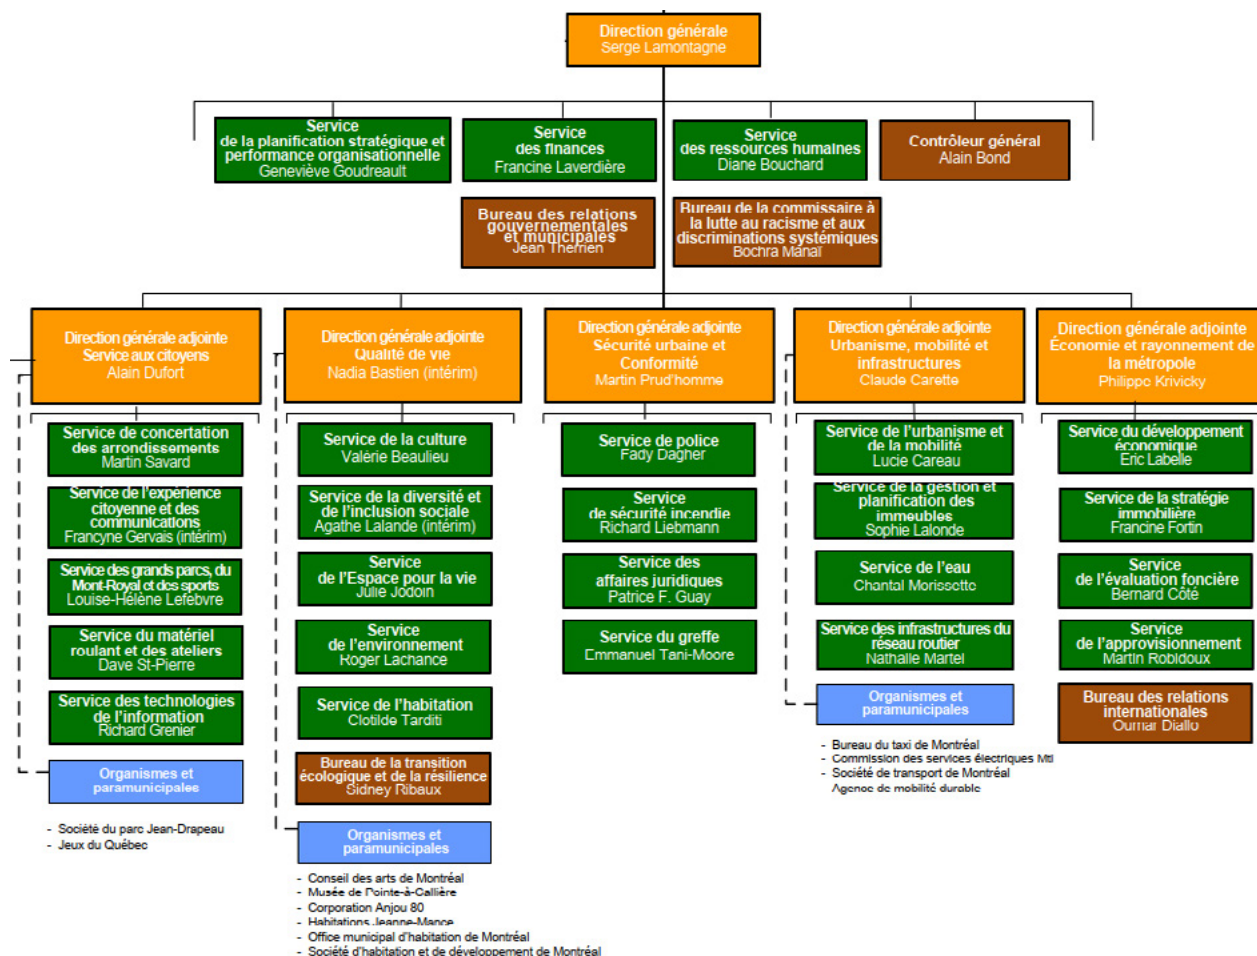 Direction générale
Serge Lamontagne
Service
de la planification stratégique et
performance organisationnelle
Geneviève Goudreault
Service
des finances
Francine Laverdière
Service
des ressources humaines
Diane Bouchard
Contrôleur général
Alain Bond
Bureau des relations
gouvernementales
et municipales
Jean Therrien
Bureau de la commissaire à
la lutte au racisme et aux
discriminations systémiques
Bochra Manaï
Direction générale adjointe
Service aux citoyens
Alain Dufort
Service de concertation
des arrondissements
Martin Savard
Service de l'expérience
citoyenne et des
communications
Francyne Gervais (intérim)
Service des grands parcs, du
Mont-Royal et des sports
Louise-Hélène Lefebvre
Service du matériel
roulant et des ateliers
Dave St-Pierre
Service des technologies
de l'information
Richard Grenier
Organismes et
paramunicipales
- Société du parc Jean-Drapeau
- Jeux du Québec
Direction générale adjointe
Qualité de vie
Nadia Bastien (intérim)
Service de la culture
Valérie Beaulieu
Service de la diversité et
de l'inclusion sociale
Agathe Lalande (intérim)
Service
de l'Espace pour la vie
Julie Jodoin
Service
de l'environnement
Roger Lachance
Service de l'habitation
Clotilde Tarditi
Bureau de la transition
écologique et de la résilience
Sidney Ribaux
Organismes et
paramunicipales
- Conseil des arts de Montréal
- Musée de Pointe-à-Callière
- Corporation Anjou 80
- Habitations Jeanne-Mance
- Office municipal d'habitation de Montréal
- Société d'habitation et de développement de Montréal
Direction générale adjointe
Sécurité urbaine et
Conformité
Martin Prud'homme
Service de police
Fady Dagher
Service
de sécurité incendie
Richard Liebmann
Service des
affaires juridiques
Patrice F. Guay
Service du greffe
Emmanuel Tani-Moore
Direction générale adjointe
Urbanisme, mobilité et
infrastructures
Claude Carette
Service de l'urbanisme et
de la mobilité
Lucie Careau
Service de la gestion et
planification des
immeubles
Sophie Lalonde
Service de l'eau
Chantal Morissette
Service des infrastructures du
réseau routier
Nathalie Martel
Organismes et
paramunicipales
- Bureau du taxi de Montréal
- Commission des services électriques Mtl
- Société de transport de Montréal
Agence de mobilité durable
Direction générale adjointe
Économie et rayonnement de
la métropole
Philippe Krivicky
Service du développement
économique
Eric Labelle
Service de la stratégie
immobilière
Francine Fortin
Service
de l'évaluation foncière
Bernard Côté
Service
de l'approvisionnement
Martin Robidoux
Bureau des relations
internationales
Oumar Diallo